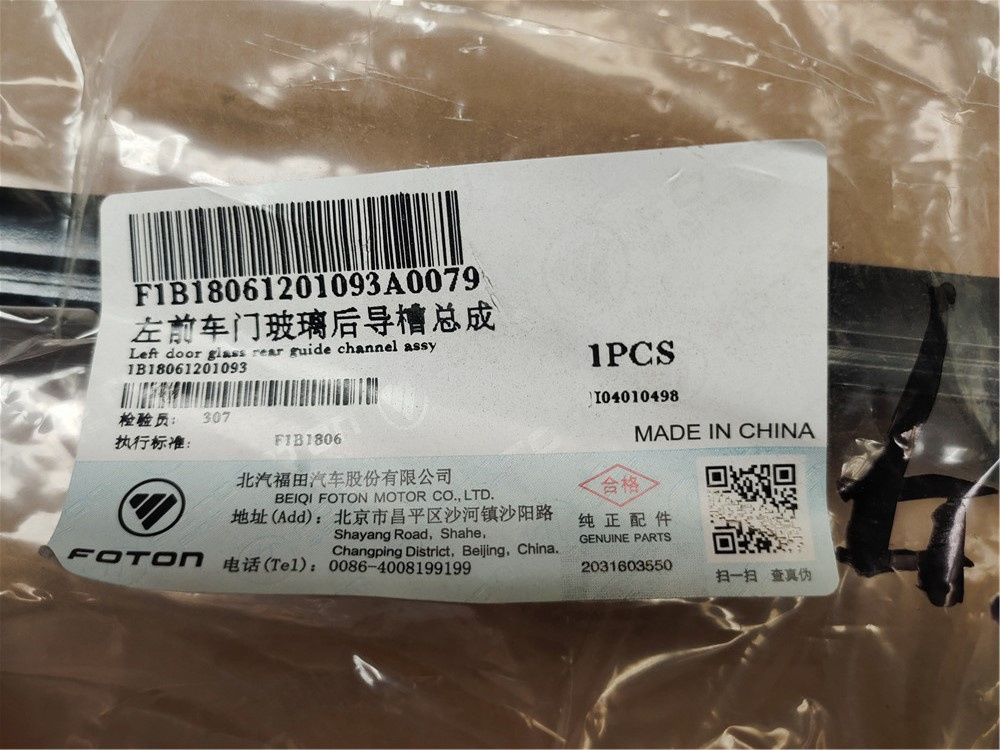 F1B18061201093A0079
左前车门玻璃后导槽总成
Left door glass rear guide channel assy
1B18061201093
1PCS
I04010498
检验员: 307
执行标准: F1B1806
MADE IN CHINA
FOTON
北汽福田汽车股份有限公司
BEIQI FOTON MOTOR CO., LTD.
地址(Add): 北京市昌平区沙河镇沙阳路
Shayang Road, Shahe,
Changping District, Beijing, China.
电话(Tel): 0086-4008199199
合格
纯正配件
GENUINE PARTS
2031603550
扫一扫 查真伪